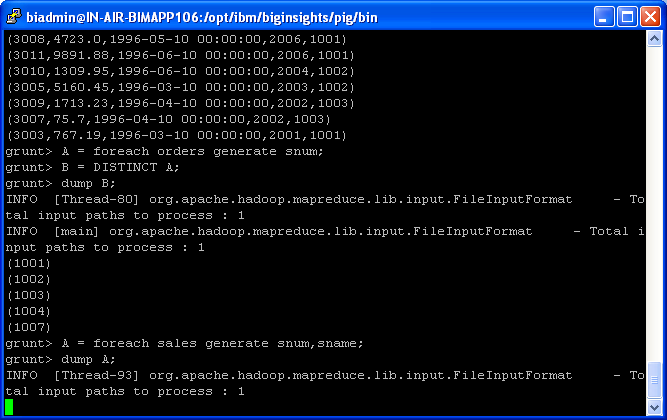 biadmin@IN-AIR-BIMAPP106:/opt/ibm/biginsights/pig/bin
(3008,4723.0,1996-05-10 00:00:00,2006,1001)
(3011,9891.88,1996-06-10 00:00:00,2006,1001)
(3010,1309.95,1996-06-10 00:00:00,2004,1002)
(3005,5160.45,1996-03-10 00:00:00,2003,1002)
(3009,1713.23,1996-04-10 00:00:00,2002,1003)
(3007,75.7,1996-04-10 00:00:00,2002,1003)
(3003,767.19,1996-03-10 00:00:00,2001,1001)
grunt> A = foreach orders generate snum;
grunt> B = DISTINCT A;
grunt> dump B;
INFO  [Thread-80] org.apache.hadoop.mapreduce.lib.input.FileInputFormat     - To
tal input paths to process : 1
INFO  [main] org.apache.hadoop.mapreduce.lib.input.FileInputFormat     - Total i
nput paths to process : 1
(1001)
(1002)
(1003)
(1004)
(1007)
grunt> A = foreach sales generate snum,sname;
grunt> dump A;
INFO  [Thread-93] org.apache.hadoop.mapreduce.lib.input.FileInputFormat     - To
tal input paths to process : 1